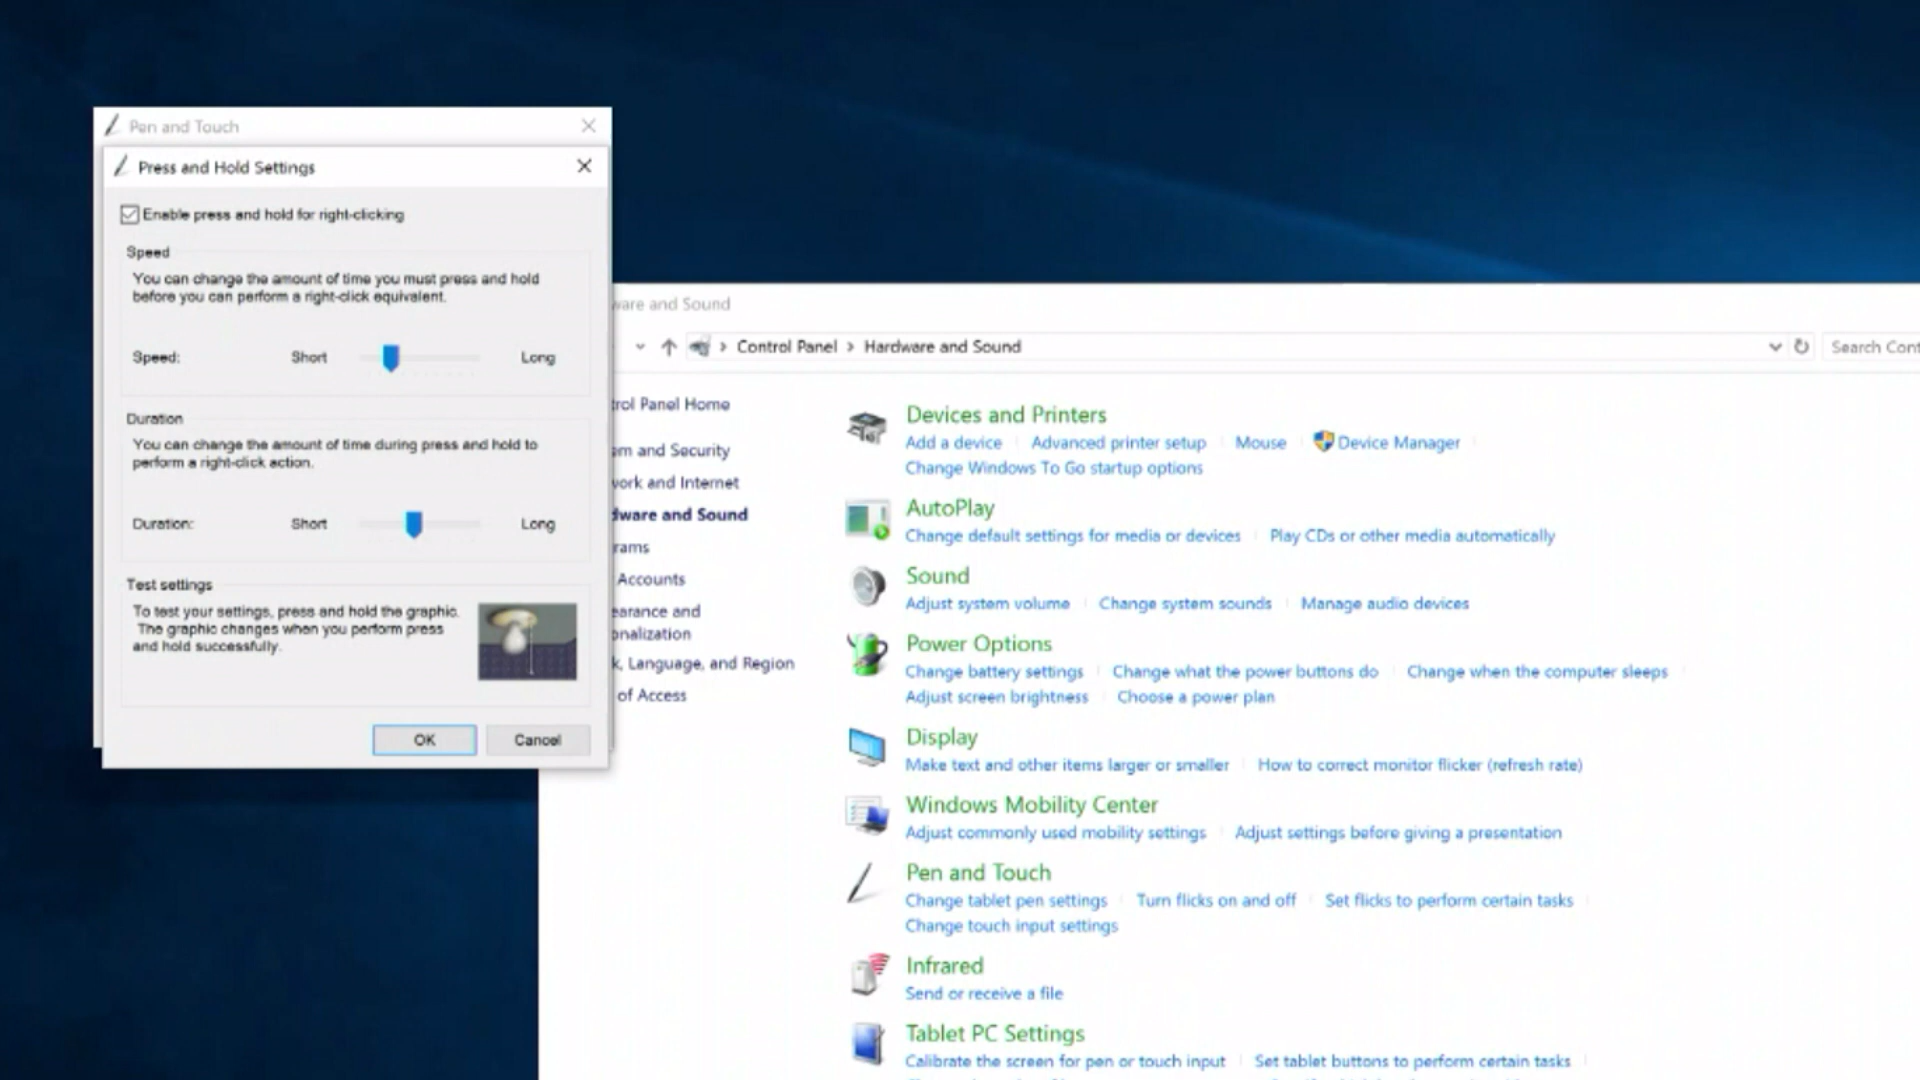 Pen and Touch
Press and Hold Settings
Enable press and hold for right-clicking
Speed
You can change the amount of time you must press and hold
before you can perform a right-click equivalent.
Speed: Short Long
Duration
You can change the amount of time during press and hold to
perform a right-click action.
Duration: Short Long
Test settings
To test your settings, press and hold the graphic.
The graphic changes when you perform press
and hold successfully.
OK Cancel
ware and Sound
Control Panel > Hardware and Sound
Search Cont
trol Panel Home
em and Security
work and Internet
dware and Sound
rams
Accounts
earance and
onalization
k, Language, and Region
of Access
Devices and Printers
Add a device Advanced printer setup Mouse Device Manager
Change Windows To Go startup options
AutoPlay
Change default settings for media or devices Play CDs or other media automatically
Sound
Adjust system volume Change system sounds Manage audio devices
Power Options
Change battery settings Change what the power buttons do Change when the computer sleeps
Adjust screen brightness Choose a power plan
Display
Make text and other items larger or smaller How to correct monitor flicker (refresh rate)
Windows Mobility Center
Adjust commonly used mobility settings Adjust settings before giving a presentation
Pen and Touch
Change tablet pen settings Turn flicks on and off Set flicks to perform certain tasks
Change touch input settings
Infrared
Send or receive a file
Tablet PC Settings
Calibrate the screen for pen or touch input Set tablet buttons to perform certain tasks